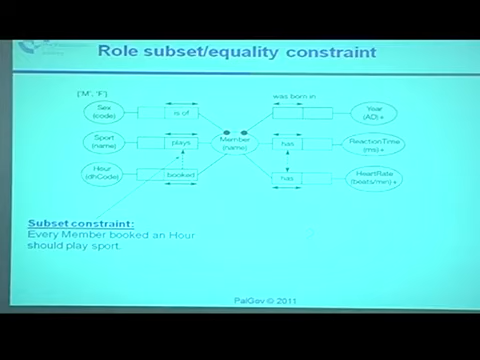 Role subset/equality constraint
{'M', 'F'}
was born in
Sex
(code)
is of
Year
(AD)+
Sport
(name)
plays
Member
(name)
has
ReactionTime
(ms)+
Hour
(dhCode)
booked
has
HeartRate
(beats/min)+
Subset constraint:
Every Member booked an Hour
should play sport.
PalGov © 2011